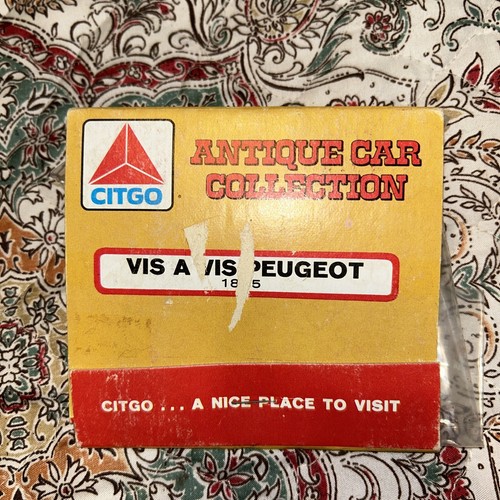 CITGO
ANTIQUE CAR
COLLECTION
VIS A VIS PEUGEOT
CITGO . . . A NICE PLACE TO VISIT